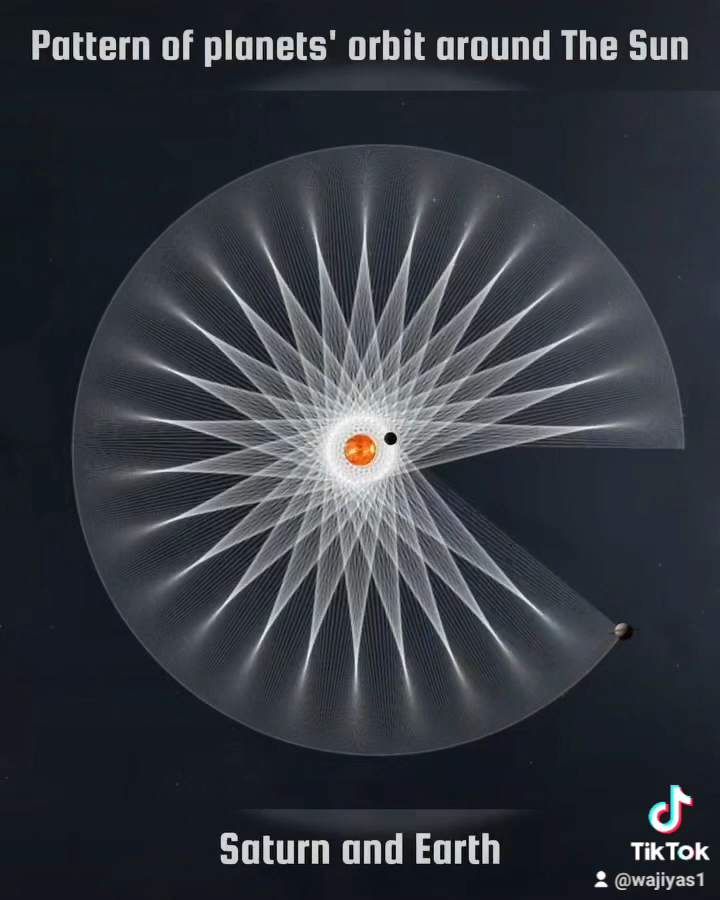 Pattern of planets' orbit around The Sun
Saturn and Earth
TikTok
@wajiyas1